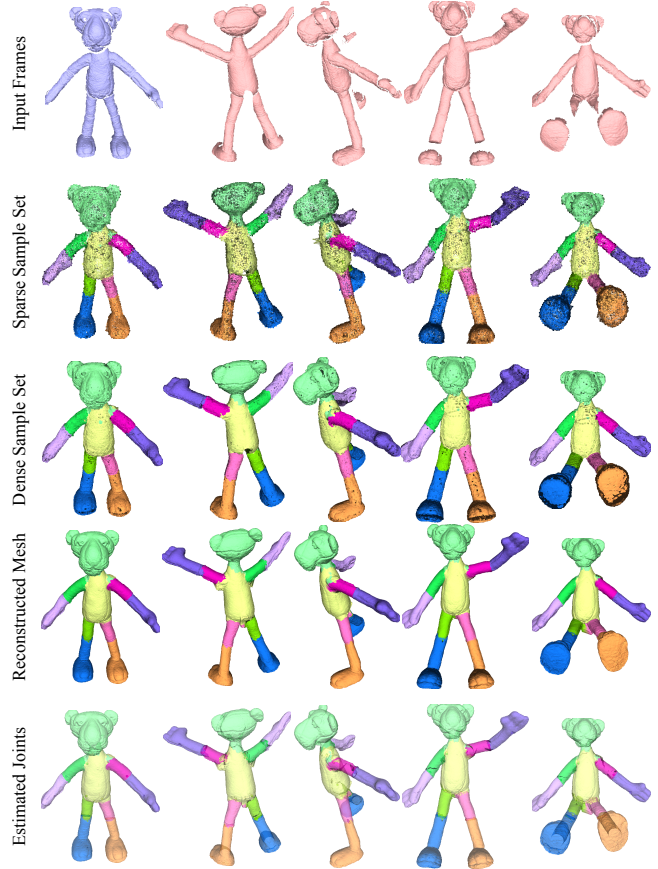 Input Frames
Sparse Sample Set
Dense Sample Set
Reconstructed Mesh
Estimated Joints